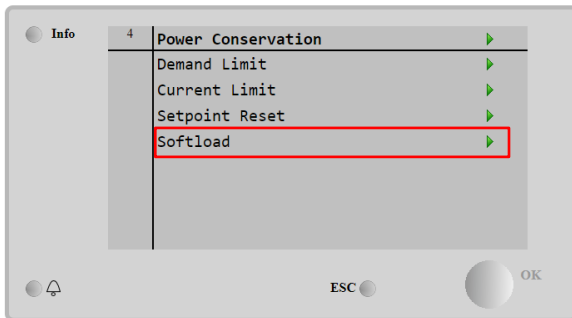 Info
4 Power Conservation
Demand Limit
Current Limit
Setpoint Reset
Softload
ESC
OK